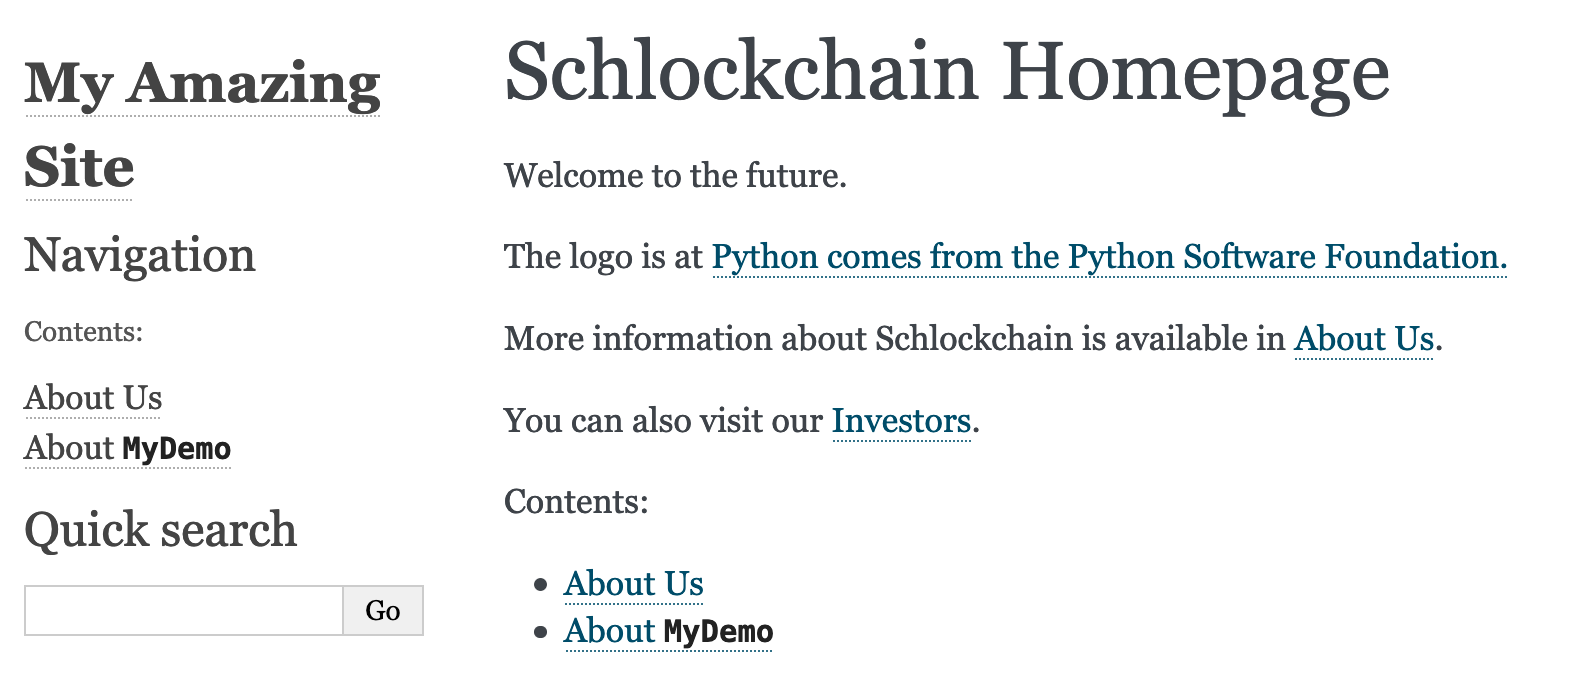 My Amazing
Site
Navigation
Contents:
About Us
About MyDemo
Quick search
Go
Schlockchain Homepage
Welcome to the future.
The logo is at Python comes from the Python Software Foundation.
More information about Schlockchain is available in About Us.
You can also visit our Investors.
Contents:
• About Us
• About MyDemo